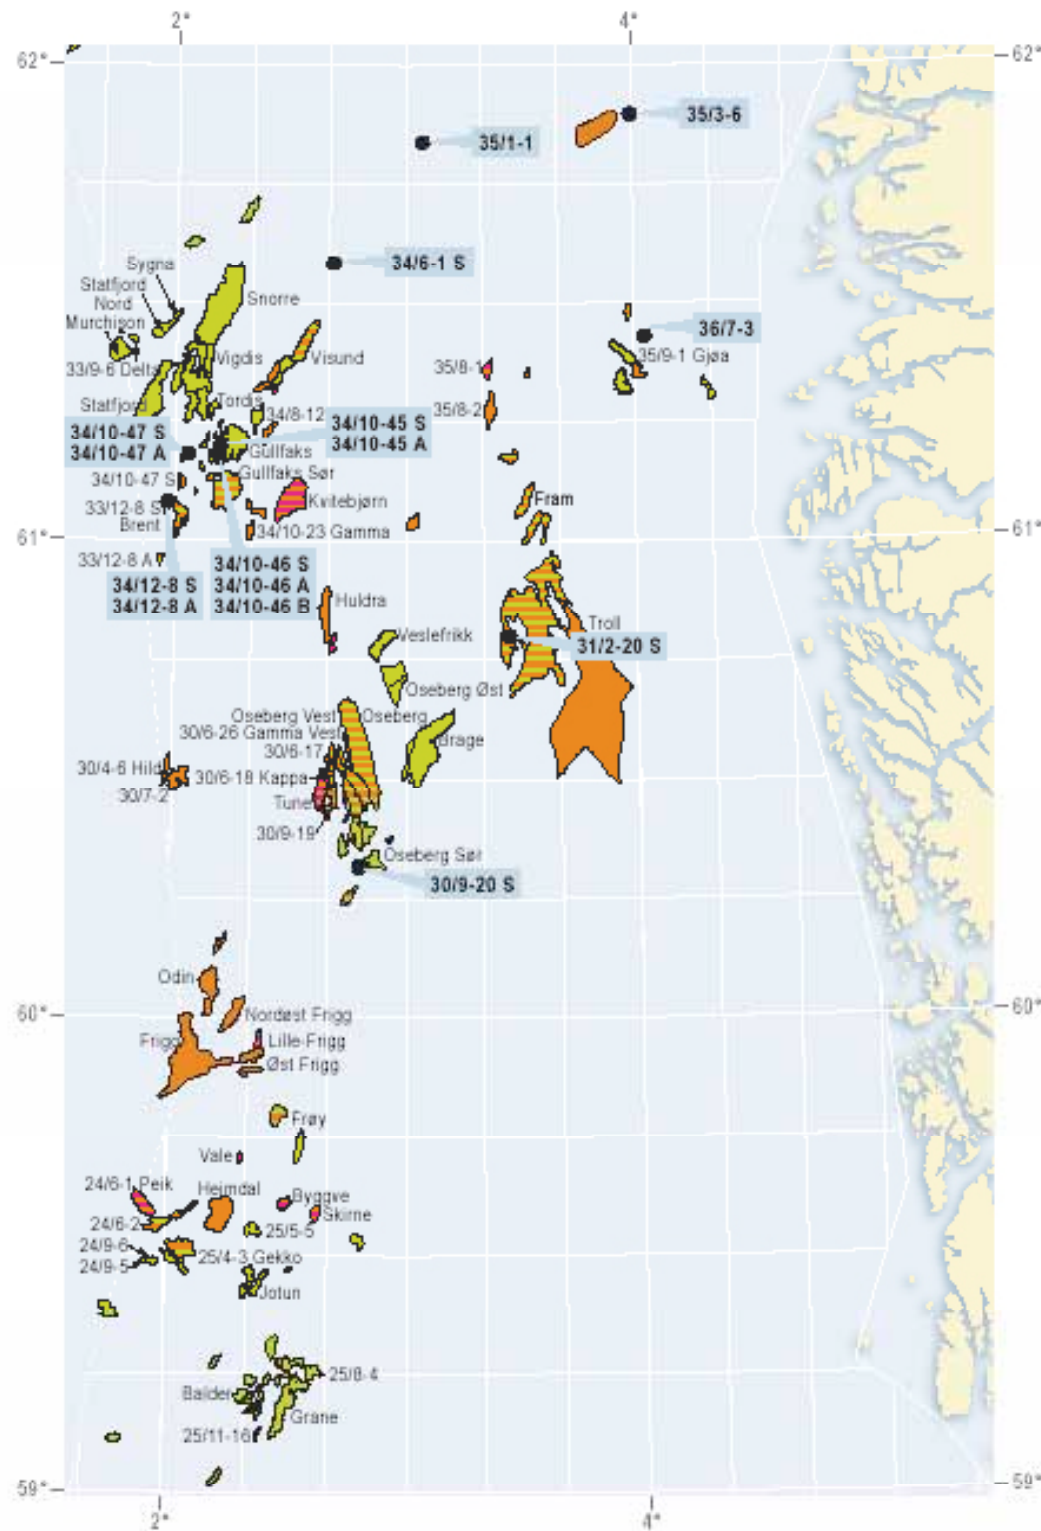 2° 4°
62° 62°
35/3-6
35/1-1
34/6-1 S
Sygna
Statfjord
Nord
Snorre
Murchison
36/7-3
33/9-6 Delta
Vigdis
Visund
35/9-1 Gjøa
35/8-1
Statfjord
Tordis
34/8-12
35/8-2
34/10-47 S
34/10-47 A
34/10-45 S
34/10-45 A
Gullfaks
Gullfaks Sør
34/10-47 S
33/12-8 S
Brent
Kvitebjørn
Fram
34/10-23 Gamma
61° 61°
33/12-8 A
34/12-8 S
34/12-8 A
34/10-46 S
34/10-46 A
34/10-46 B
Huldra
Troll
Veslefrikk
31/2-20 S
Oseberg Øst
Oseberg Vest
Oseberg
30/6-26 Gamma Vest
Brage
30/6-17
30/4-6 Hild
30/6-18 Kappa
30/7-2
Tune
30/9-19
Oseberg Sør
30/9-20 S
Odin
60° 60°
Nordøst Frigg
Frigg
Lille-Frigg
Øst Frigg
Frøy
Vale
24/6-1 Peik
Heimdal
Byggve
24/6-2
Skirne
25/5-5
24/9-6
25/4-3 Gekko
24/9-5
Jotun
25/8-4
Balder
Grane
25/11-16
59° 59°
2° 4°